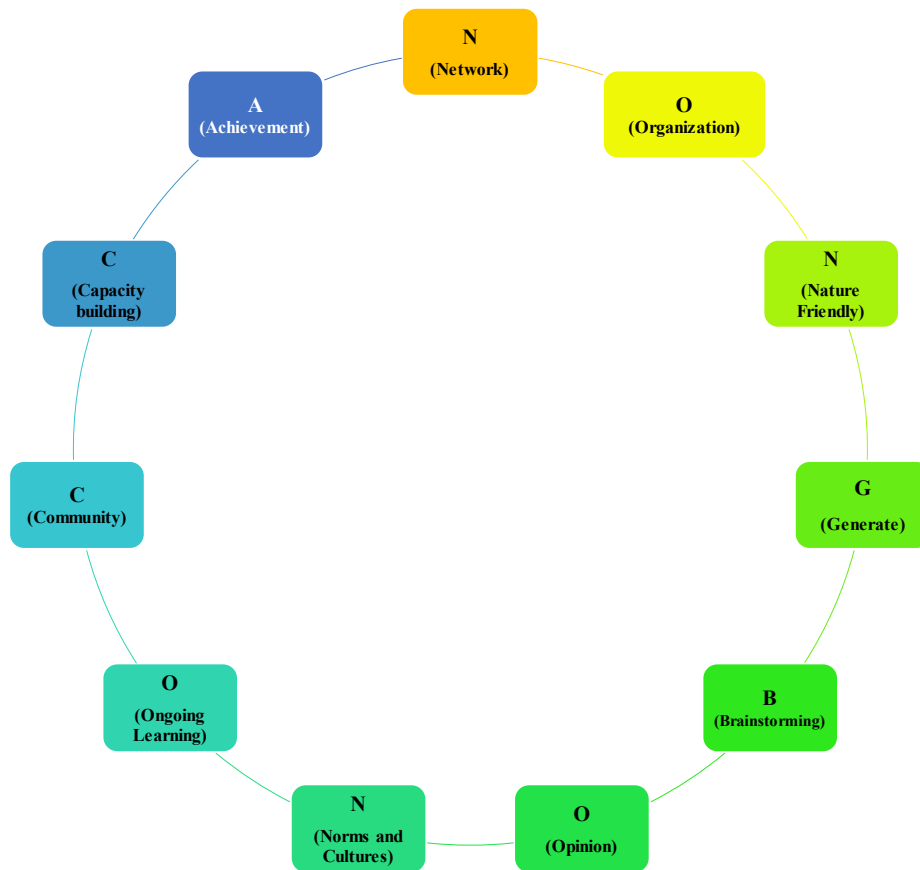 N
(Network)
O
(Organization)
N
(Nature
Friendly)
G
(Generate)
B
(Brainstorming)
O
(Opinion)
N
(Norms and
Cultures)
O
(Ongoing
Learning)
C
(Community)
C
(Capacity
building)
A
(Achievement)